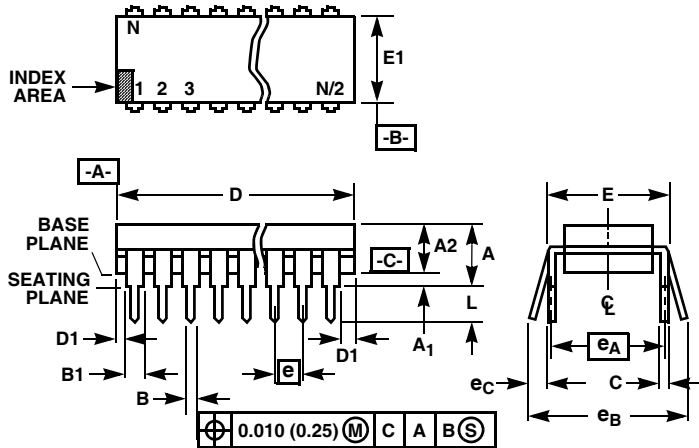 N
E1
INDEX
AREA
1 2 3 N/2
-B-
-A-
D
E
BASE
PLANE
A2
A
-C-
SEATING
PLANE
L
C
L
D1
A1
D1
eA
B1
e
eC
C
B
eB
0.010 (0.25) M C A B S